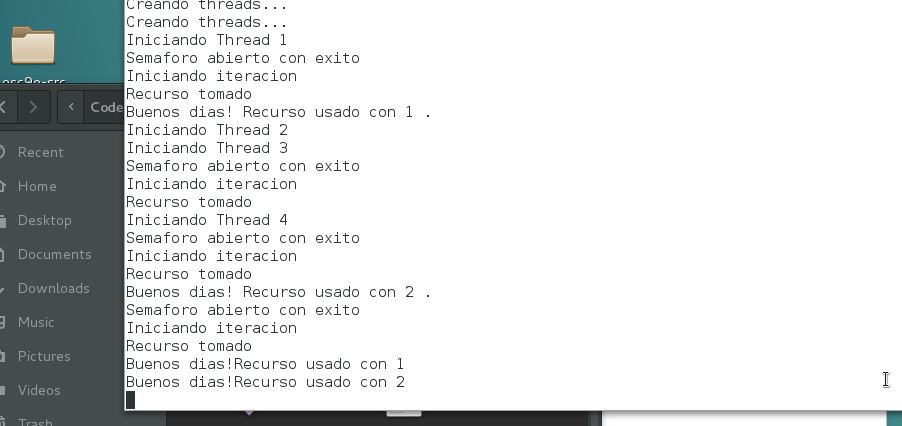 Creando threads...
Creando threads...
Iniciando Thread 1
Semaforo abierto con exito
Iniciando iteracion
Recurso tomado
Buenos dias! Recurso usado con 1 .
Iniciando Thread 2
Iniciando Thread 3
Semaforo abierto con exito
Iniciando iteracion
Recurso tomado
Iniciando Thread 4
Semaforo abierto con exito
Iniciando iteracion
Recurso tomado
Buenos dias! Recurso usado con 2 .
Semaforo abierto con exito
Iniciando iteracion
Recurso tomado
Buenos dias!Recurso usado con 1
Buenos dias!Recurso usado con 2
Code
Recent
Home
Desktop
Documents
Downloads
Music
Pictures
Videos
Trash